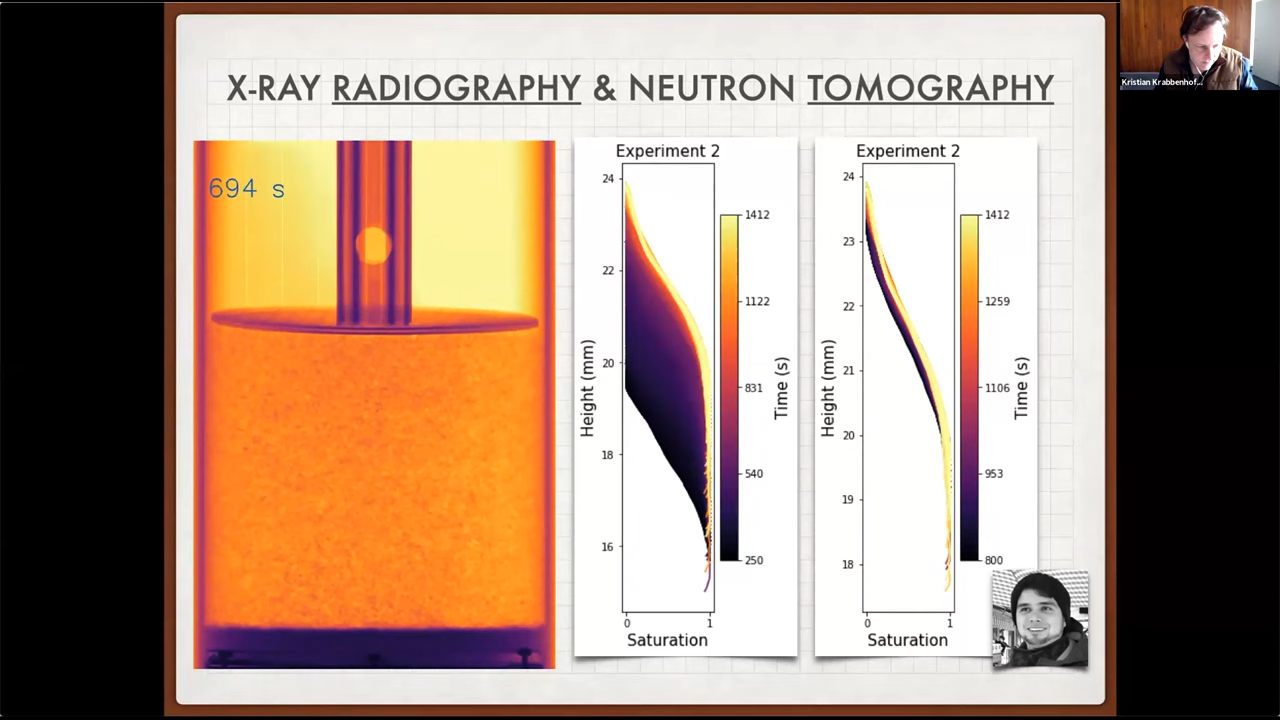 Kristian Krabbenhof...
X-RAY RADIOGRAPHY & NEUTRON TOMOGRAPHY
694 s
Experiment 2
24
22
20
18
16
0
1
Height (mm)
Saturation
1412
1122
831
540
250
Time (s)
Experiment 2
24
23
22
21
20
19
18
0
1
Height (mm)
Saturation
1412
1259
1106
953
800
Time (s)